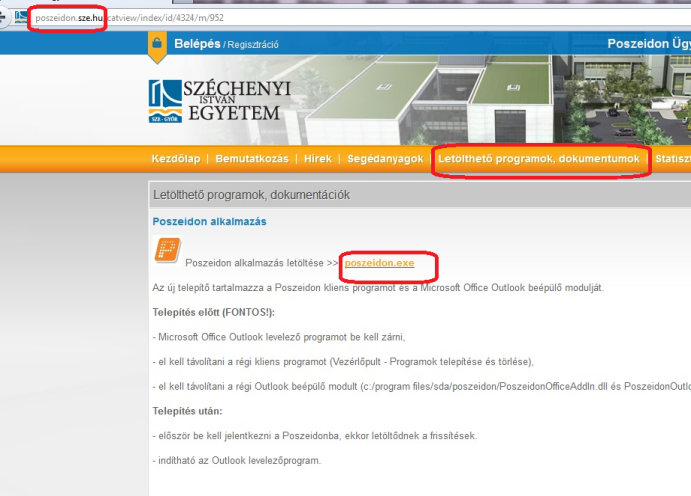 poszeidon.sze.hu/catview/index/id/4324/m/952
Belépés / Regisztráció
Poszeidon Ügy
SZÉCHENYI
ISTVÁN
EGYETEM
SZE - GYŐR
Kezdőlap | Bemutatkozás | Hírek | Segédanyagok | Letölthető programok, dokumentumok | Statiszt
Letölthető programok, dokumentációk
Poszeidon alkalmazás
Poszeidon alkalmazás letöltése >> poszeidon.exe
Az új telepítő tartalmazza a Poszeidon kliens programot és a Microsoft Office Outlook beépülő modulját.
Telepítés előtt (FONTOS!):
- Microsoft Office Outlook levelező programot be kell zárni,
- el kell távolítani a régi kliens programot (Vezérlőpult - Programok telepítése és törlése),
- el kell távolítani a régi Outlook beépülő modult (c:/program files/sda/poszeidon/PoszeidonOfficeAddIn.dll és PoszeidonOutlo
Telepítés után:
- először be kell jelentkezni a Poszeidonba, ekkor letöltődnek a frissítések.
- indítható az Outlook levelezőprogram.